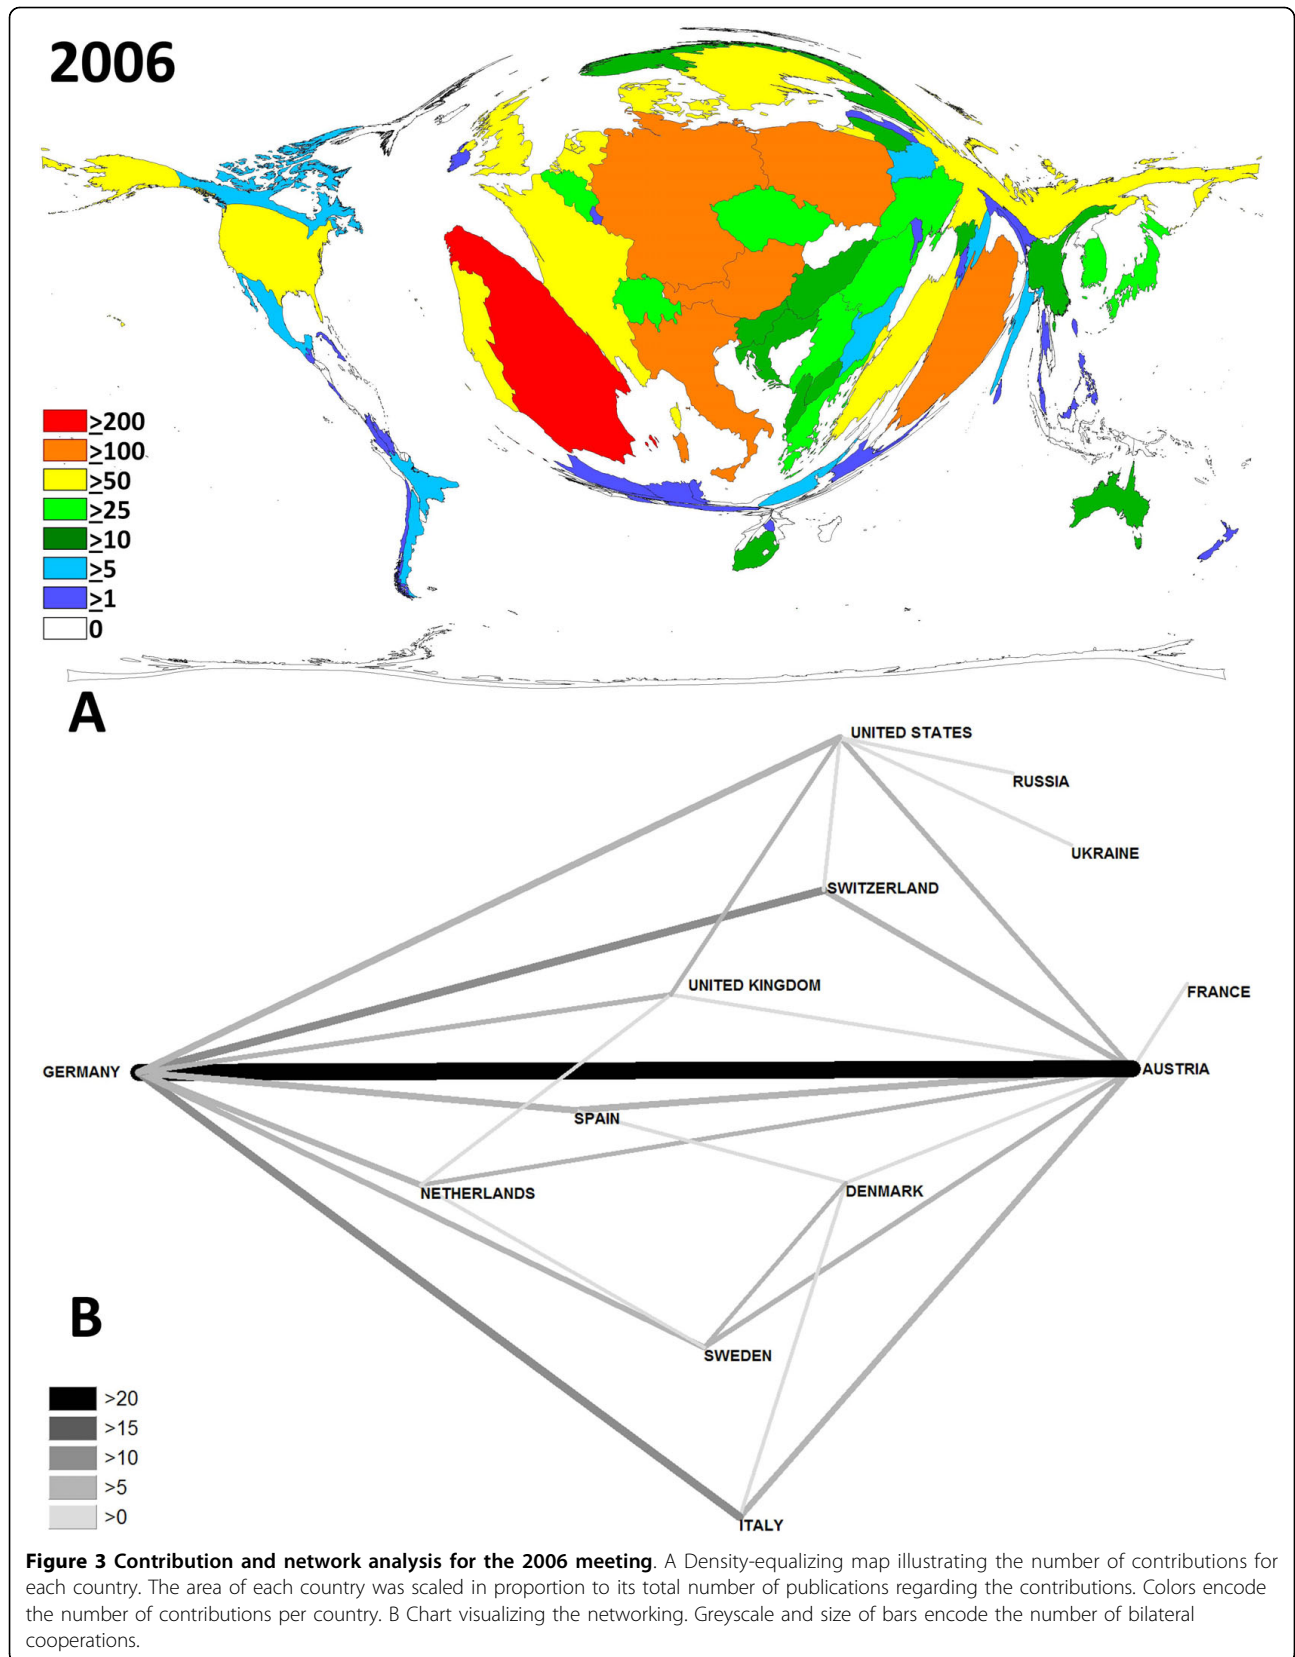 2006
≥200
≥100
≥50
≥25
≥10
≥5
≥1
0
A
UNITED STATES
RUSSIA
UKRAINE
SWITZERLAND
UNITED KINGDOM
FRANCE
GERMANY
AUSTRIA
SPAIN
NETHERLANDS
DENMARK
B
SWEDEN
>20
>15
>10
>5
>0
ITALY
Figure 3 Contribution and network analysis for the 2006 meeting. A Density-equalizing map illustrating the number of contributions for
each country. The area of each country was scaled in proportion to its total number of publications regarding the contributions. Colors encode
the number of contributions per country. B Chart visualizing the networking. Greyscale and size of bars encode the number of bilateral
cooperations.